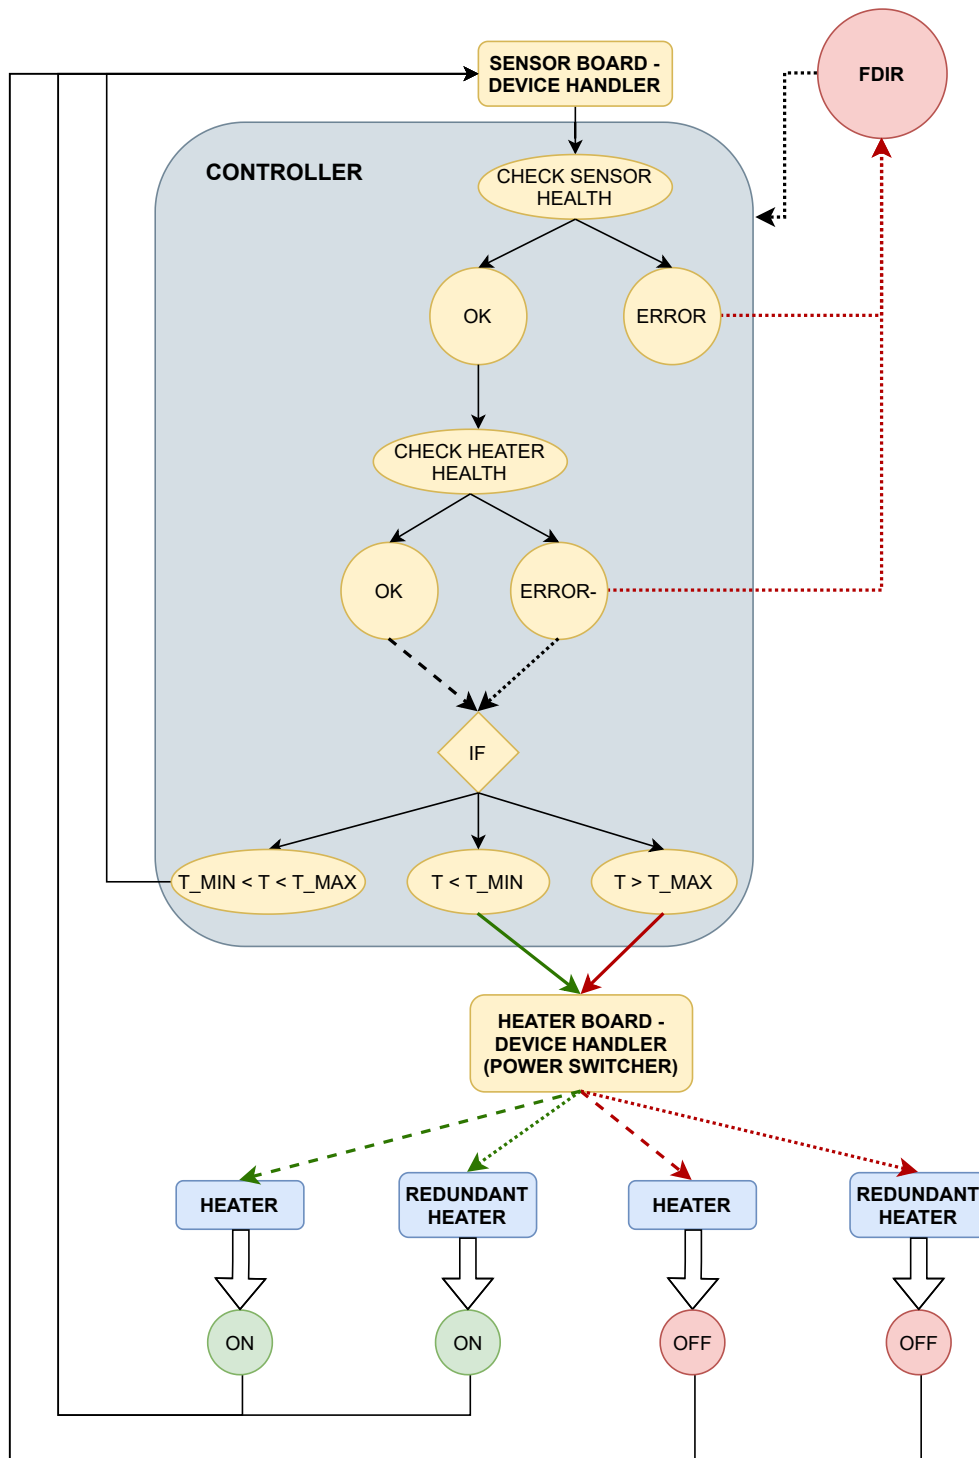 SENSOR BOARD -
DEVICE HANDLER
FDIR
CONTROLLER
CHECK SENSOR
HEALTH
OK
ERROR
CHECK HEATER
HEALTH
OK
ERROR-
IF
T_MIN < T < T_MAX
T < T_MIN
T > T_MAX
HEATER BOARD -
DEVICE HANDLER
(POWER SWITCHER)
HEATER
REDUNDANT
HEATER
HEATER
REDUNDANT
HEATER
ON
ON
OFF
OFF